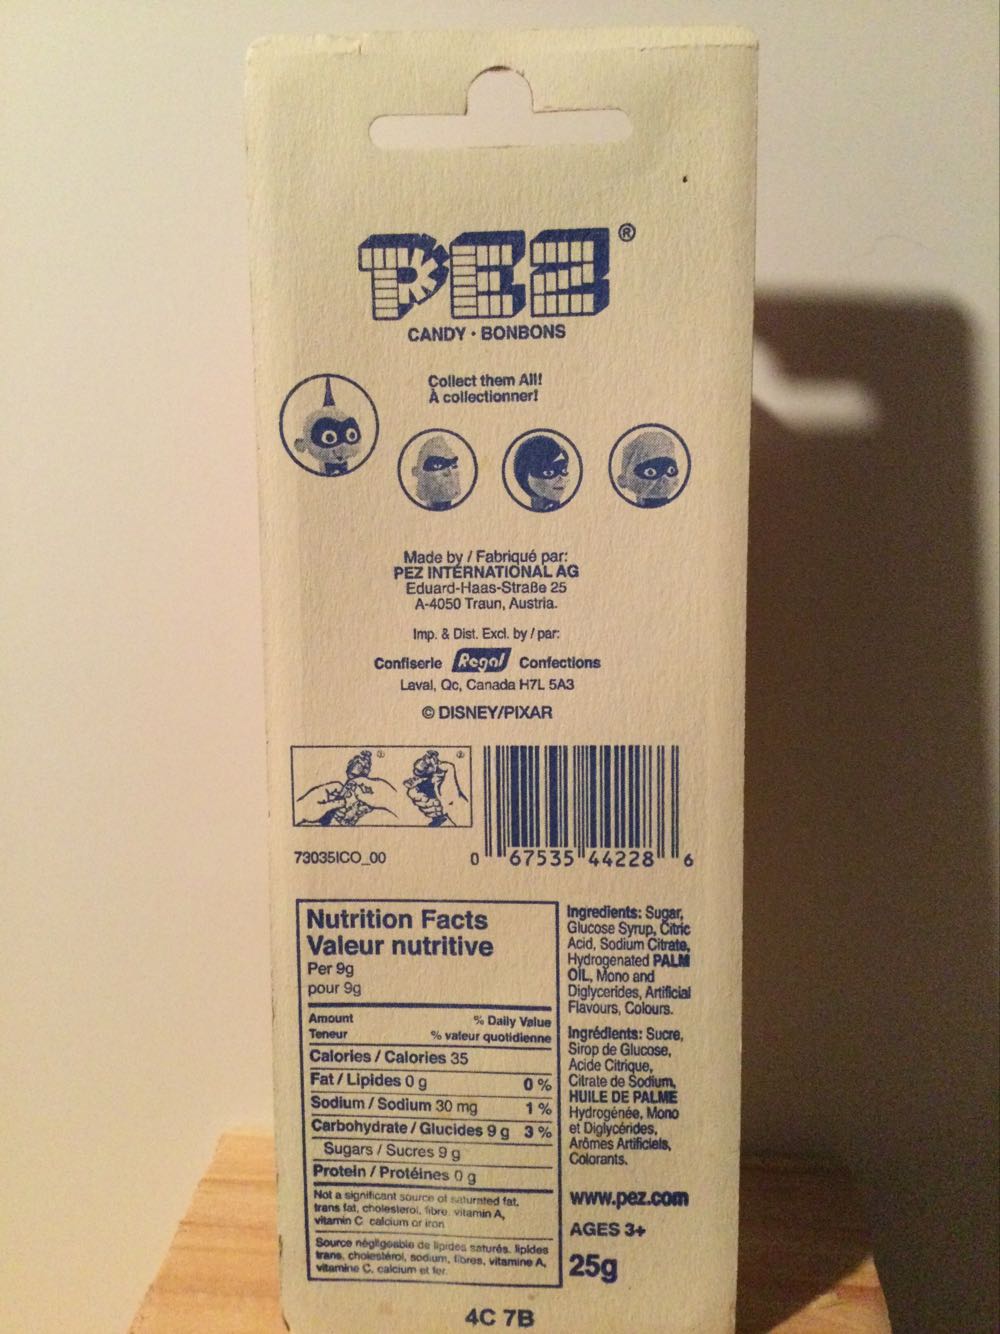 PEZ®
CANDY • BONBONS
Collect them All!
À collectionner!
Made by / Fabriqué par:
PEZ INTERNATIONAL AG
Eduard-Haas-Straße 25
A-4050 Traun, Austria.
Imp. & Dist. Excl. by / par:
Confiserie Regal Confections
Laval, Qc, Canada H7L 5A3
© DISNEY/PIXAR
① ②
73035ICO_00
0 67535 44228 6
Nutrition Facts
Valeur nutritive
Per 9g
pour 9g
Amount % Daily Value
Teneur % valeur quotidienne
Calories / Calories 35
Fat / Lipides 0 g 0 %
Sodium / Sodium 30 mg 1 %
Carbohydrate / Glucides 9 g 3 %
Sugars / Sucres 9 g
Protein / Protéines 0 g
Not a significant source of saturated fat,
trans fat, cholesterol, fibre, vitamin A,
vitamin C calcium or iron
Source négligeable de lipides saturés, lipides
trans, cholestérol, sodium, fibres, vitamine A,
vitamine C, calcium et fer.
Ingredients: Sugar,
Glucose Syrup, Citric
Acid, Sodium Citrate,
Hydrogenated PALM
OIL, Mono and
Diglycerides, Artificial
Flavours, Colours.
Ingrédients: Sucre,
Sirop de Glucose,
Acide Citrique,
Citrate de Sodium,
HUILE DE PALME
Hydrogénée, Mono
et Diglycérides,
Arômes Artificiels,
Colorants.
www.pez.com
AGES 3+
25g
4C 7B